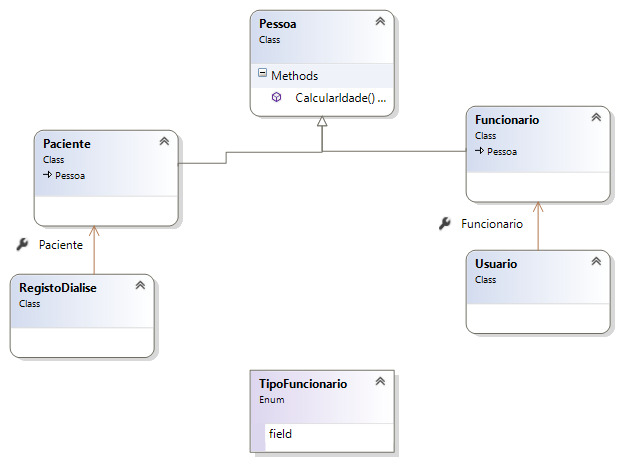 Pessoa
Class
Methods
CalcularIdade() ...
Paciente
Class
Pessoa
Funcionario
Class
Pessoa
Paciente
Funcionario
RegistoDialise
Class
Usuario
Class
TipoFuncionario
Enum
field